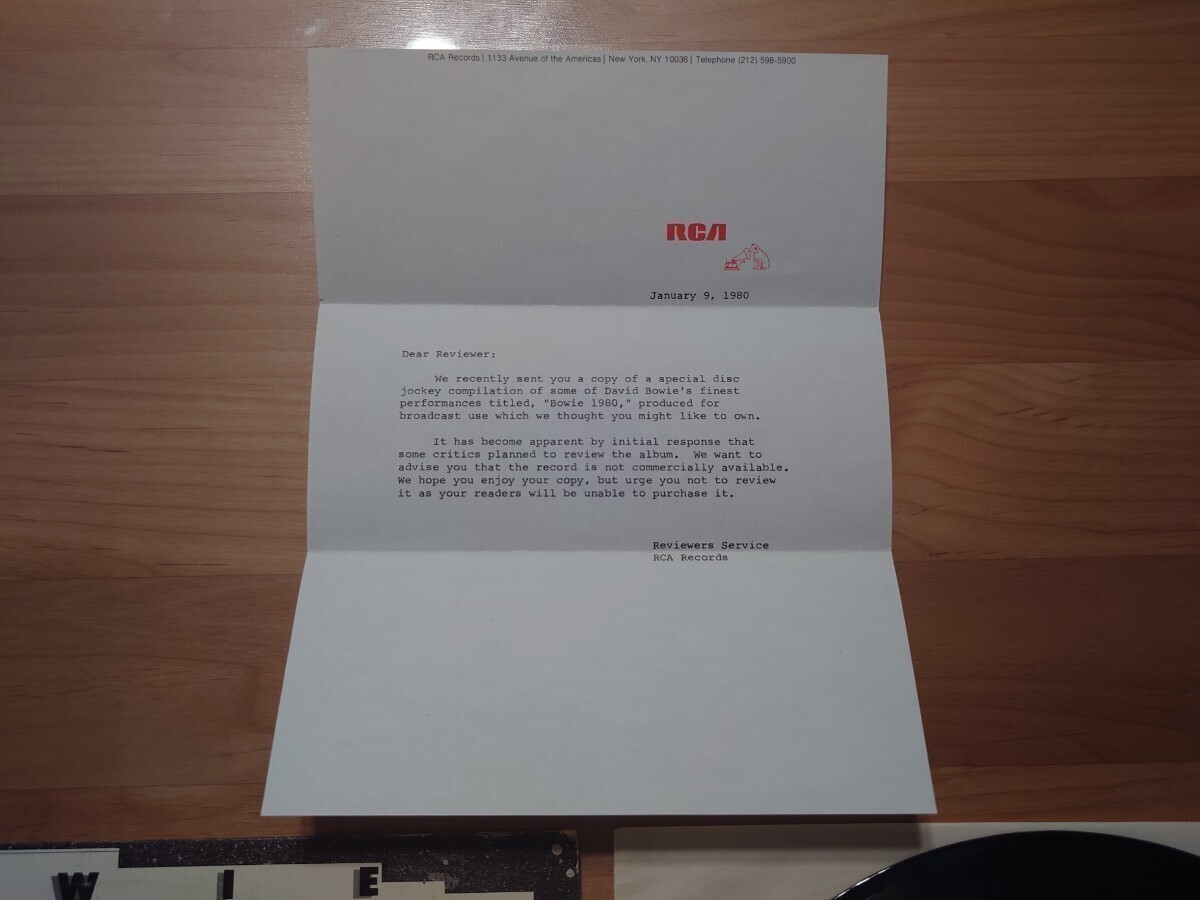 RCA Records | 1133 Avenue of the Americas | New York, NY 10036 | Telephone (212) 598-5900
RCA
January 9, 1980
Dear Reviewer:
We recently sent you a copy of a special disc
jockey compilation of some of David Bowie's finest
performances titled, "Bowie 1980," produced for
broadcast use which we thought you might like to own.
It has become apparent by initial response that
some critics planned to review the album. We want to
advise you that the record is not commercially available.
We hope you enjoy your copy, but urge you not to review
it as your readers will be unable to purchase it.
Reviewers Service
RCA Records
W I E